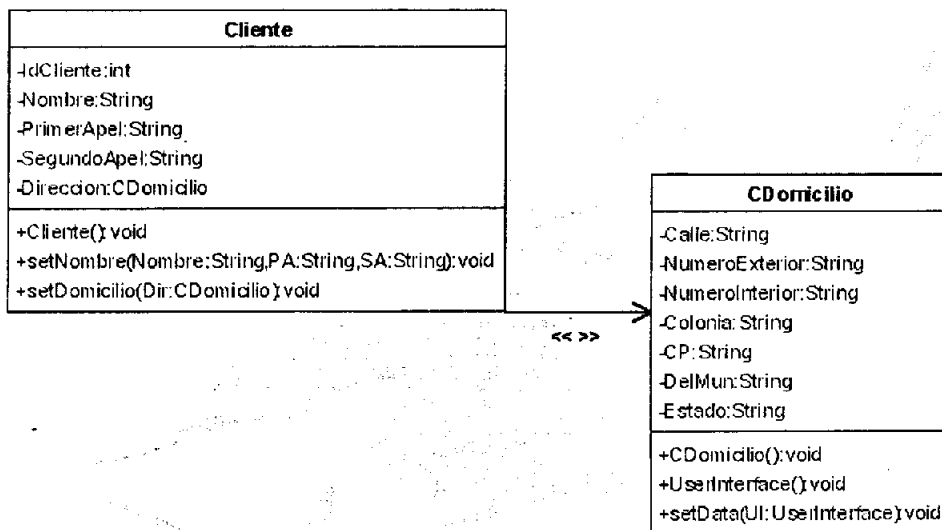 Cliente
-IdCliente:int
-Nombre:String
-PrimerApel:String
-SegundoApel:String
-Direccion:CDomicilio
+Cliente():void
+setNombre(Nombre:String,PA:String,SA:String):void
+setDomicilio(Dir:CDomicilio):void
<< >>
CDomicilio
-Calle:String
-NumeroExterior:String
-NumeroInterior:String
-Colonia:String
-CP:String
-DelMun:String
-Estado:String
+CDomicilio():void
+UserInterface():void
+setData(UI:UserInterface):void